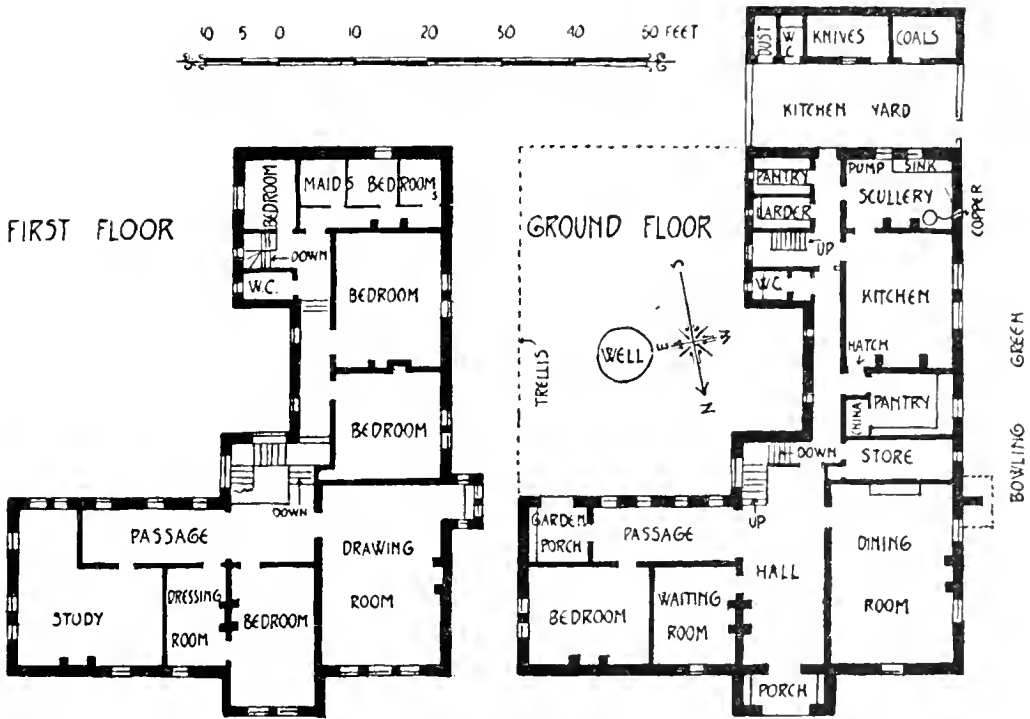 10 5 0 10 20 30 40 50 FEET
FIRST FLOOR
BEDROOM
MAIDS BED ROOMS
DOWN
W.C.
BEDROOM
BEDROOM
DOWN
PASSAGE
DRAWING
ROOM
STUDY
DRESSING
ROOM
BEDROOM
GROUND FLOOR
DUST
W.C.
KNIVES
COALS
KITCHEN YARD
PANTRY
LARDER
UP
W.C.
PUMP
SINK
SCULLERY
COPPER
KITCHEN
HATCH
CHINA
PANTRY
STORE
DOWN
TRELLIS
WELL
S
E
W
N
BOWLING GREEN
GARDEN
PORCH
PASSAGE
UP
HALL
DINING
ROOM
BEDROOM
WAITING
ROOM
PORCH